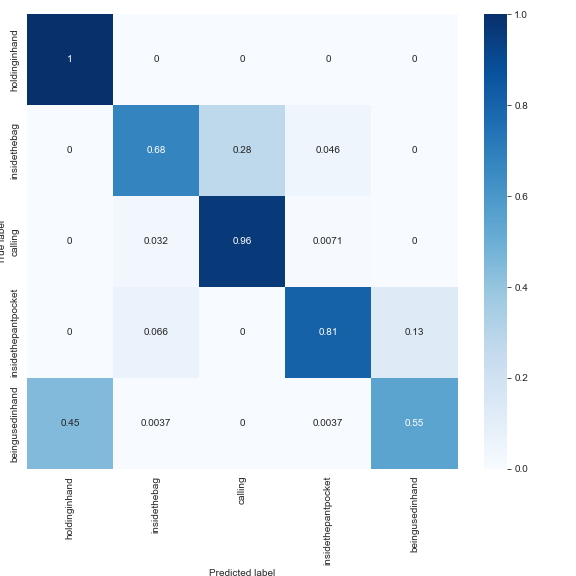 holdinginhand 1 0 0 0 0
insidethebag 0 0.68 0.28 0.046 0
calling 0 0.032 0.96 0.0071 0
insidethepantpocket 0 0.066 0 0.81 0.13
beingusedinhand 0.45 0.0037 0 0.0037 0.55
True label
holdinginhand insidethebag calling insidethepantpocket beingusedinhand
Predicted label
1.0
0.8
0.6
0.4
0.2
0.0